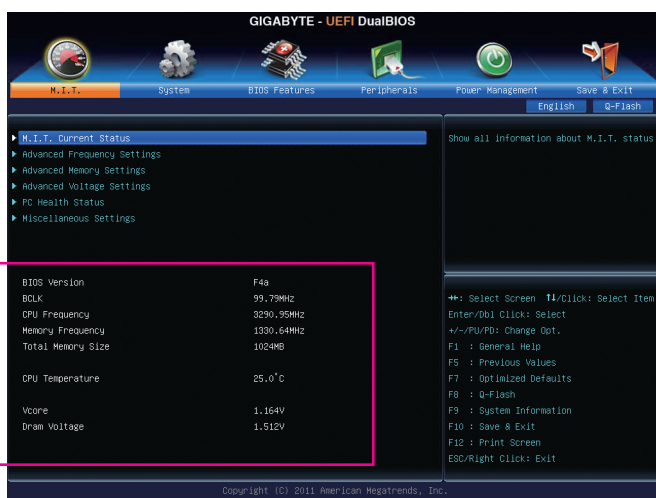 GIGABYTE - UEFI DualBIOS
M.I.T.
System
BIOS Features
Peripherals
Power Management
Save & Exit
English
Q-Flash
M.I.T. Current Status
Advanced Frequency Settings
Advanced Memory Settings
Advanced Voltage Settings
PC Health Status
Miscellaneous Settings
BIOS Version F4a
BCLK 99.79MHz
CPU Frequency 3290.95MHz
Memory Frequency 1330.64MHz
Total Memory Size 1024MB
CPU Temperature 25.0°C
Vcore 1.164V
Dram Voltage 1.512V
Show all information about M.I.T. status
→←: Select Screen ↑↓/Click: Select Item
Enter/Dbl Click: Select
+/-/PU/PD: Change Opt.
F1 : General Help
F5 : Previous Values
F7 : Optimized Defaults
F8 : Q-Flash
F9 : System Information
F10 : Save & Exit
F12 : Print Screen
ESC/Right Click: Exit
Copyright (C) 2011 American Megatrends, Inc.